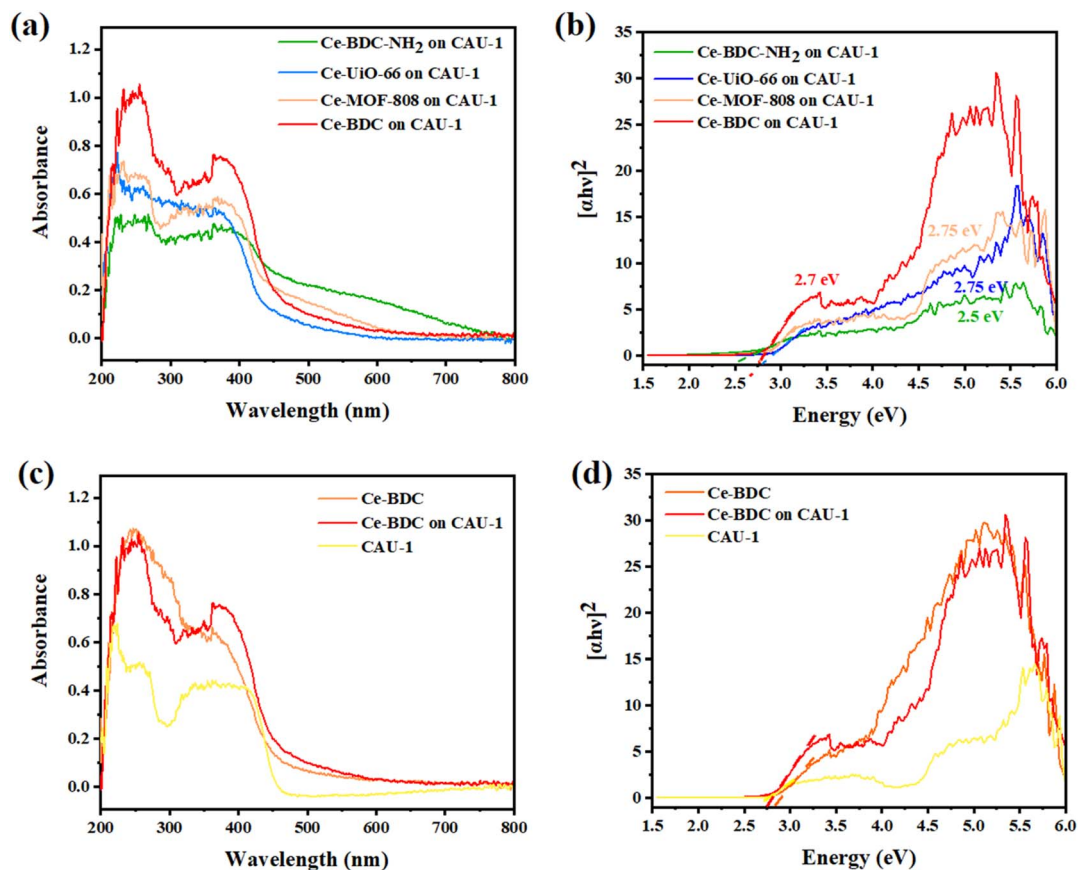 (a)
Ce-BDC-NH2 on CAU-1
Ce-UiO-66 on CAU-1
Ce-MOF-808 on CAU-1
Ce-BDC on CAU-1
1.2
1.0
0.8
0.6
0.4
0.2
0.0
Absorbance
200 300 400 500 600 700 800
Wavelength (nm)
(b)
Ce-BDC-NH2 on CAU-1
Ce-UiO-66 on CAU-1
Ce-MOF-808 on CAU-1
Ce-BDC on CAU-1
35
30
25
20
15
10
5
0
[αhν]2
2.75 eV
2.7 eV
2.75 eV
2.5 eV
1.5 2.0 2.5 3.0 3.5 4.0 4.5 5.0 5.5 6.0
Energy (eV)
(c)
Ce-BDC
Ce-BDC on CAU-1
CAU-1
1.2
1.0
0.8
0.6
0.4
0.2
0.0
Absorbance
200 300 400 500 600 700 800
Wavelength (nm)
(d)
Ce-BDC
Ce-BDC on CAU-1
CAU-1
35
30
25
20
15
10
5
0
[αhν]2
1.5 2.0 2.5 3.0 3.5 4.0 4.5 5.0 5.5 6.0
Energy (eV)